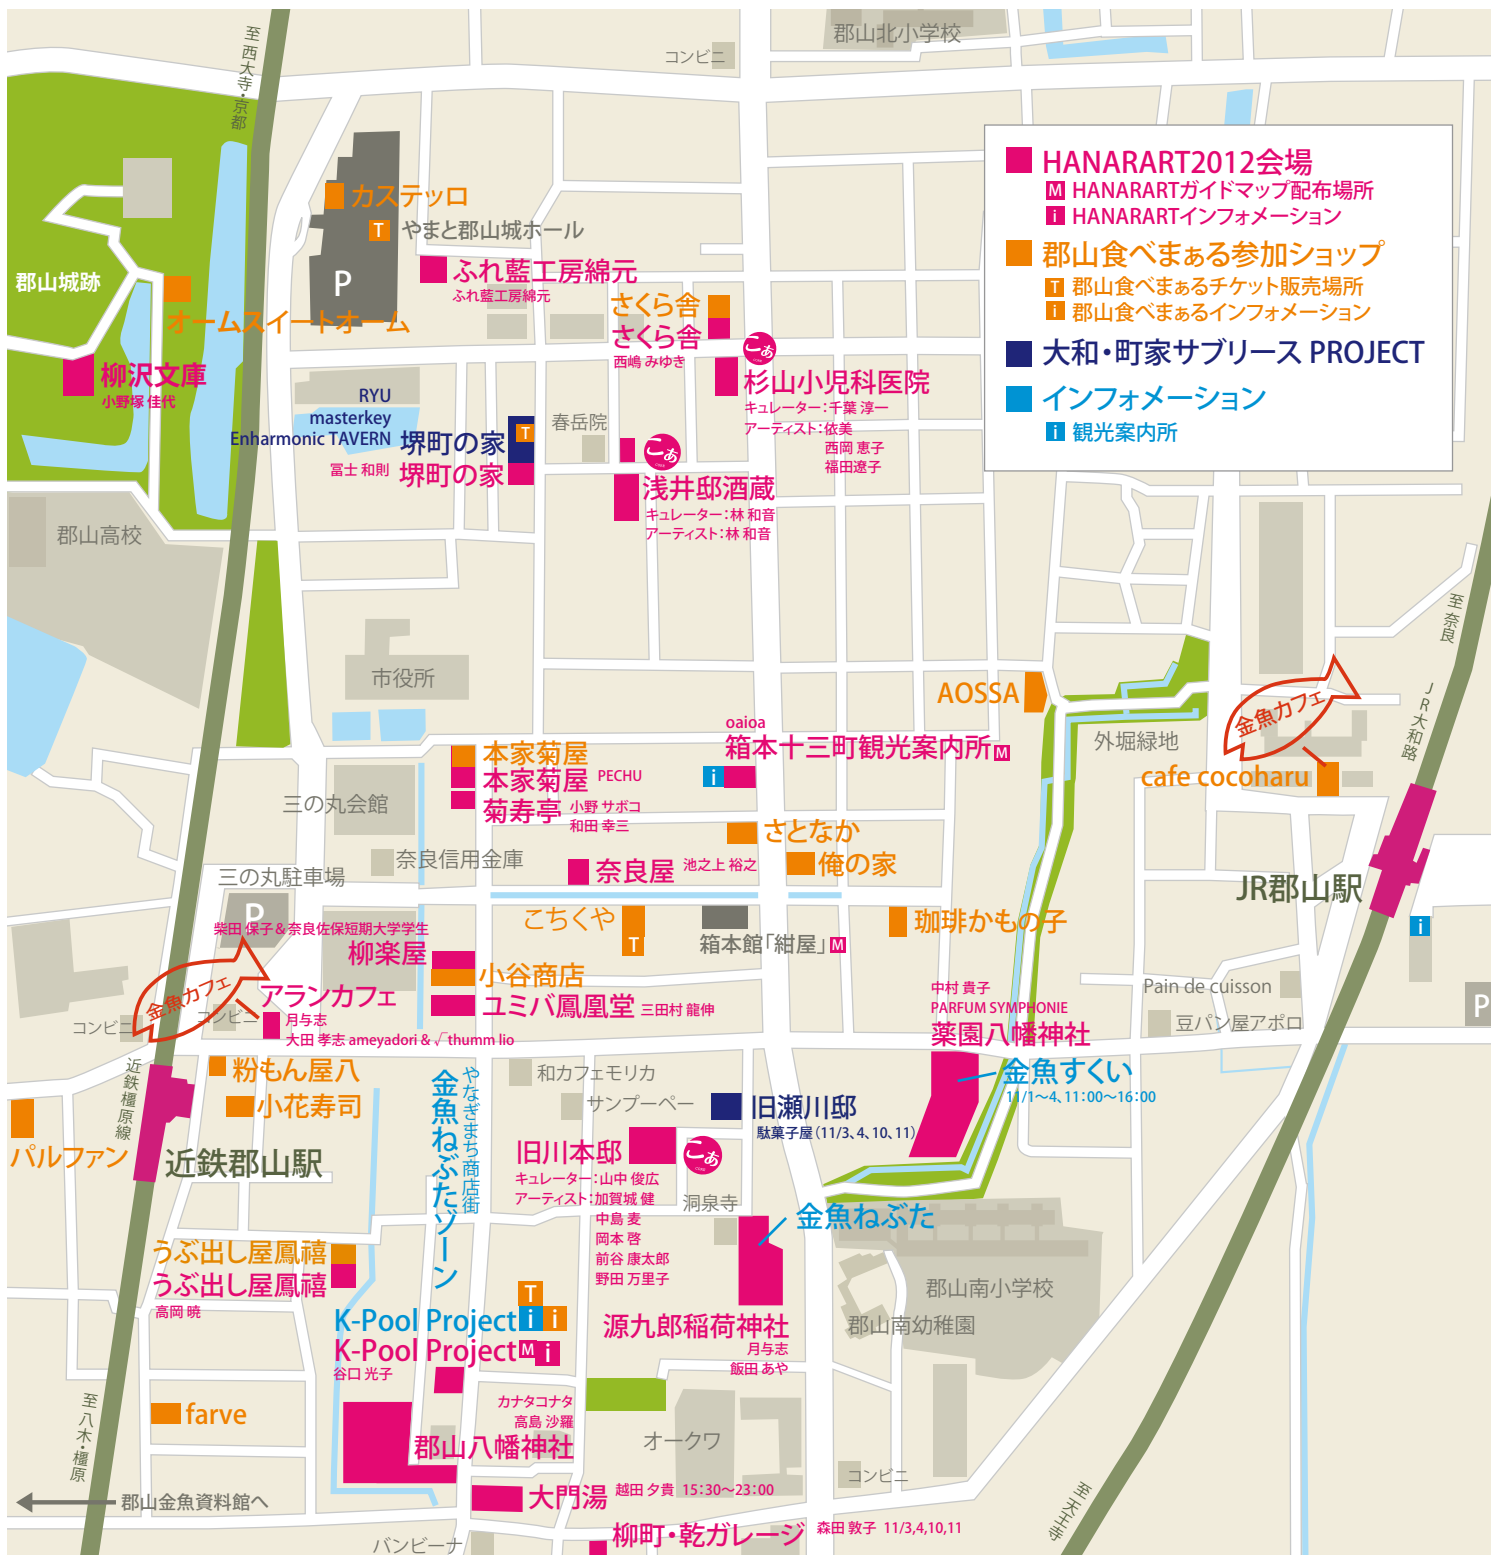 至西大寺・京都
コンビニ
郡山北小学校
HANARART2012会場
M HANARARTガイドマップ配布場所
i HANARARTインフォメーション
郡山食べまぁる参加ショップ
T 郡山食べまぁるチケット販売場所
i 郡山食べまぁるインフォメーション
大和・町家サブリース PROJECT
インフォメーション
i 観光案内所
カステッロ
T やまと郡山城ホール
P
郡山城跡
オームスイートオーム
ふれ藍工房綿元
ふれ藍工房綿元
さくら舎
さくら舎
西嶋 みゆき
こあ
杉山小児科医院
キュレーター：千葉 淳一
アーティスト：依美
西岡 恵子
福田遼子
柳沢文庫
小野塚 佳代
RYU
masterkey
Enharmonic TAVERN
堺町の家
T
冨士 和則
堺町の家
春岳院
こあ
浅井邸酒蔵
キュレーター：林 和音
アーティスト：林 和音
郡山高校
至奈良
JR大和路
市役所
AOSSA
金魚カフェ
外堀緑地
cafe cocoharu
oaioa
箱本十三町観光案内所 M
i
本家菊屋
本家菊屋 PECHU
菊寿亭 小野 サボコ
和田 幸三
三の丸会館
さとなか
俺の家
奈良信用金庫
奈良屋 池之上 裕之
三の丸駐車場
P
JR郡山駅
i
こちくや
T
箱本館「紺屋」 M
珈琲かもの子
柴田 保子＆奈良佐保短期大学学生
柳楽屋
小谷商店
ユミバ鳳凰堂 三田村 龍伸
金魚カフェ
アランカフェ
月与志
大田 孝志 ameyadori & √ thumm lio
コンビニ
コンビニ
Pain de cuisson
豆パン屋アポロ
P
中村 貴子
PARFUM SYMPHONIE
薬園八幡神社
金魚すくい
11/1〜4、11：00〜16：00
近鉄橿原線
粉もん屋八
小花寿司
パルファン
近鉄郡山駅
やなぎまち商店街
金魚ねぶたゾーン
和カフェモリカ
サンプーペー
旧瀬川邸
駄菓子屋（11/3、4、10、11）
旧川本邸
こあ
キュレーター：山中 俊広
アーティスト：加賀城 健
中島 麦
岡本 啓
前谷 康太郎
野田 万里子
洞泉寺
金魚ねぶた
源九郎稲荷神社
月与志
飯田 あや
郡山南小学校
郡山南幼稚園
うぶ出し屋鳳禧
うぶ出し屋鳳禧
高岡 暁
T
K-Pool Project i i
K-Pool Project M i
谷口 光子
farve
カナタコナタ
高島 沙羅
郡山八幡神社
オークワ
コンビニ
至八木・橿原
郡山金魚資料館へ
大門湯 越田 夕貴 15：30〜23：00
バンビーナ
柳町・乾ガレージ 森田 敦子 11/3,4,10,11
至天王寺